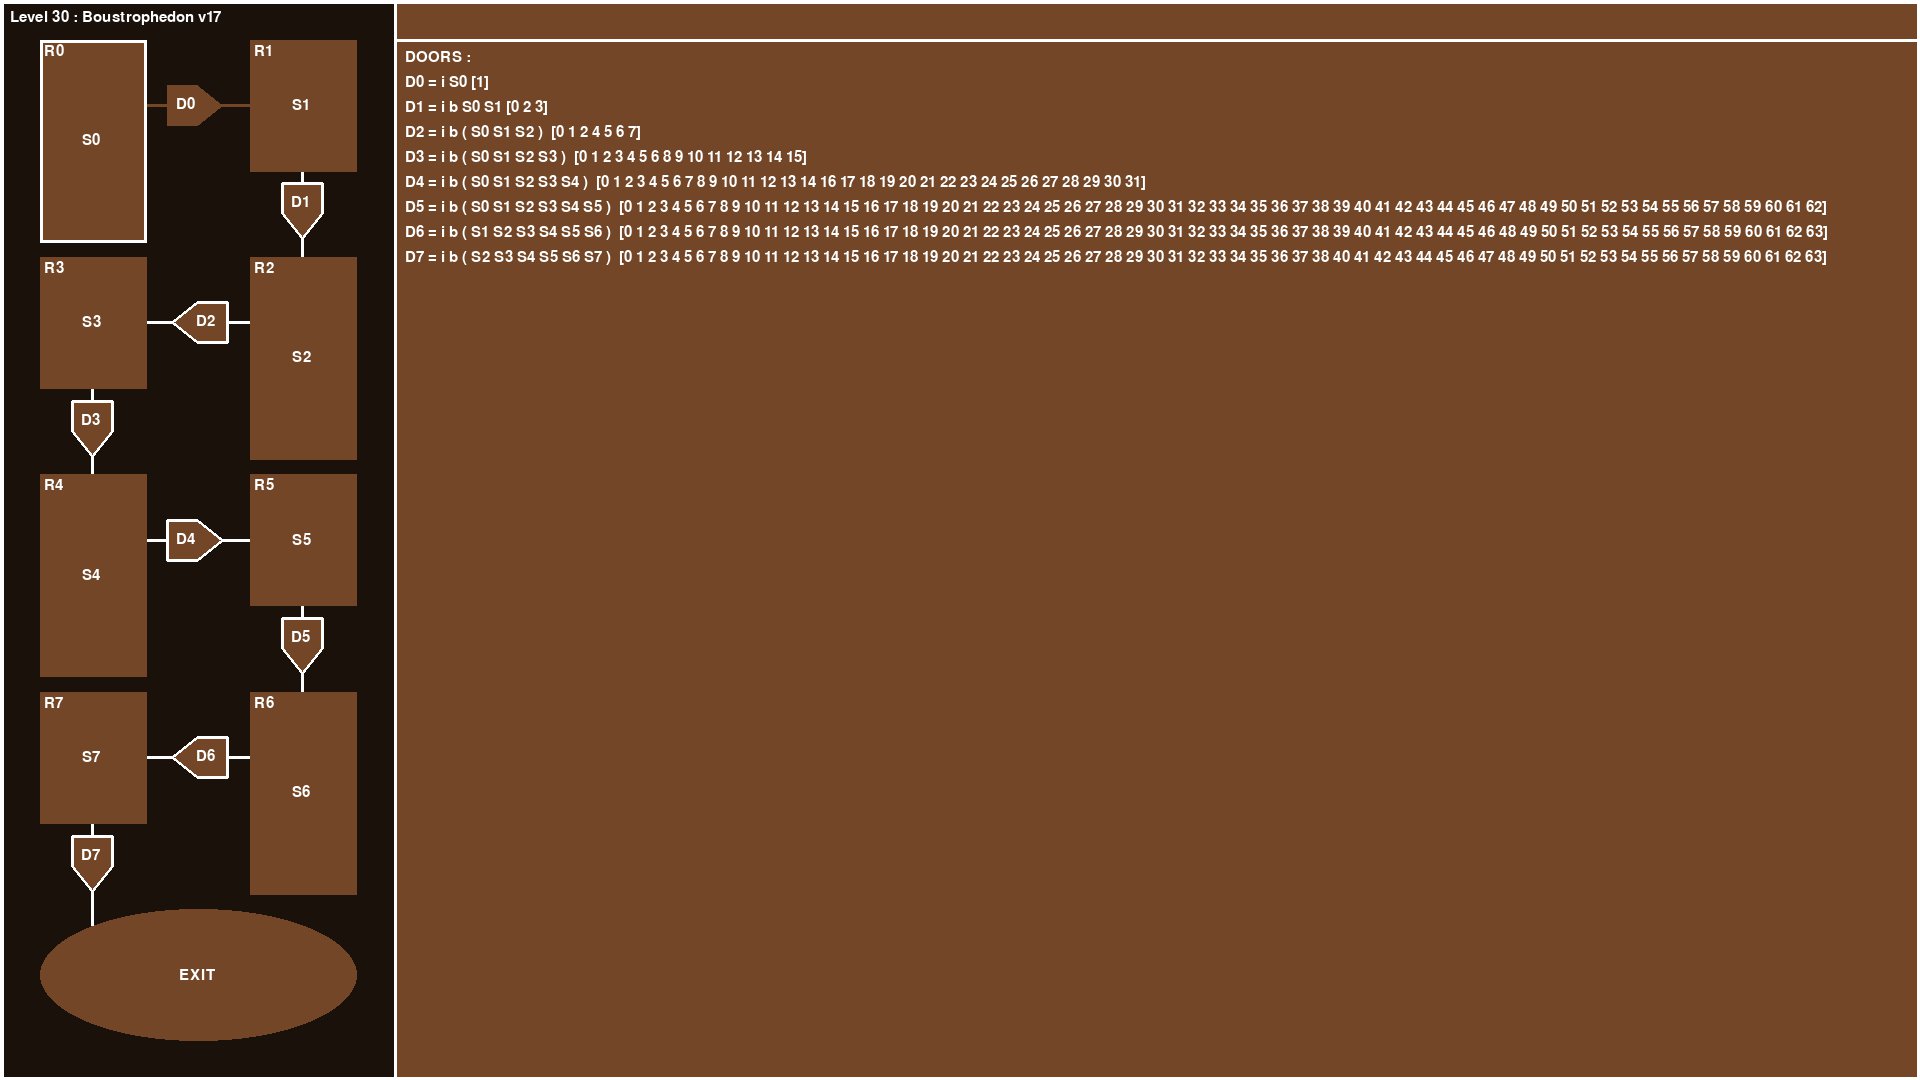 Level 30 : Boustrophedon v17
R0
R1
D0
S1
S0
D1
R3
R2
S3
D2
S2
D3
R4
R5
D4
S5
S4
D5
R7
R6
S7
D6
S6
D7
EXIT
DOORS :
D0 = i S0 [1]
D1 = i b S0 S1 [0 2 3]
D2 = i b ( S0 S1 S2 ) [0 1 2 4 5 6 7]
D3 = i b ( S0 S1 S2 S3 ) [0 1 2 3 4 5 6 8 9 10 11 12 13 14 15]
D4 = i b ( S0 S1 S2 S3 S4 ) [0 1 2 3 4 5 6 7 8 9 10 11 12 13 14 16 17 18 19 20 21 22 23 24 25 26 27 28 29 30 31]
D5 = i b ( S0 S1 S2 S3 S4 S5 ) [0 1 2 3 4 5 6 7 8 9 10 11 12 13 14 15 16 17 18 19 20 21 22 23 24 25 26 27 28 29 30 31 32 33 34 35 36 37 38 39 40 41 42 43 44 45 46 47 48 49 50 51 52 53 54 55 56 57 58 59 60 61 62]
D6 = i b ( S1 S2 S3 S4 S5 S6 ) [0 1 2 3 4 5 6 7 8 9 10 11 12 13 14 15 16 17 18 19 20 21 22 23 24 25 26 27 28 29 30 31 32 33 34 35 36 37 38 39 40 41 42 43 44 45 46 48 49 50 51 52 53 54 55 56 57 58 59 60 61 62 63]
D7 = i b ( S2 S3 S4 S5 S6 S7 ) [0 1 2 3 4 5 6 7 8 9 10 11 12 13 14 15 16 17 18 19 20 21 22 23 24 25 26 27 28 29 30 31 32 33 34 35 36 37 38 40 41 42 43 44 45 46 47 48 49 50 51 52 53 54 55 56 57 58 59 60 61 62 63]